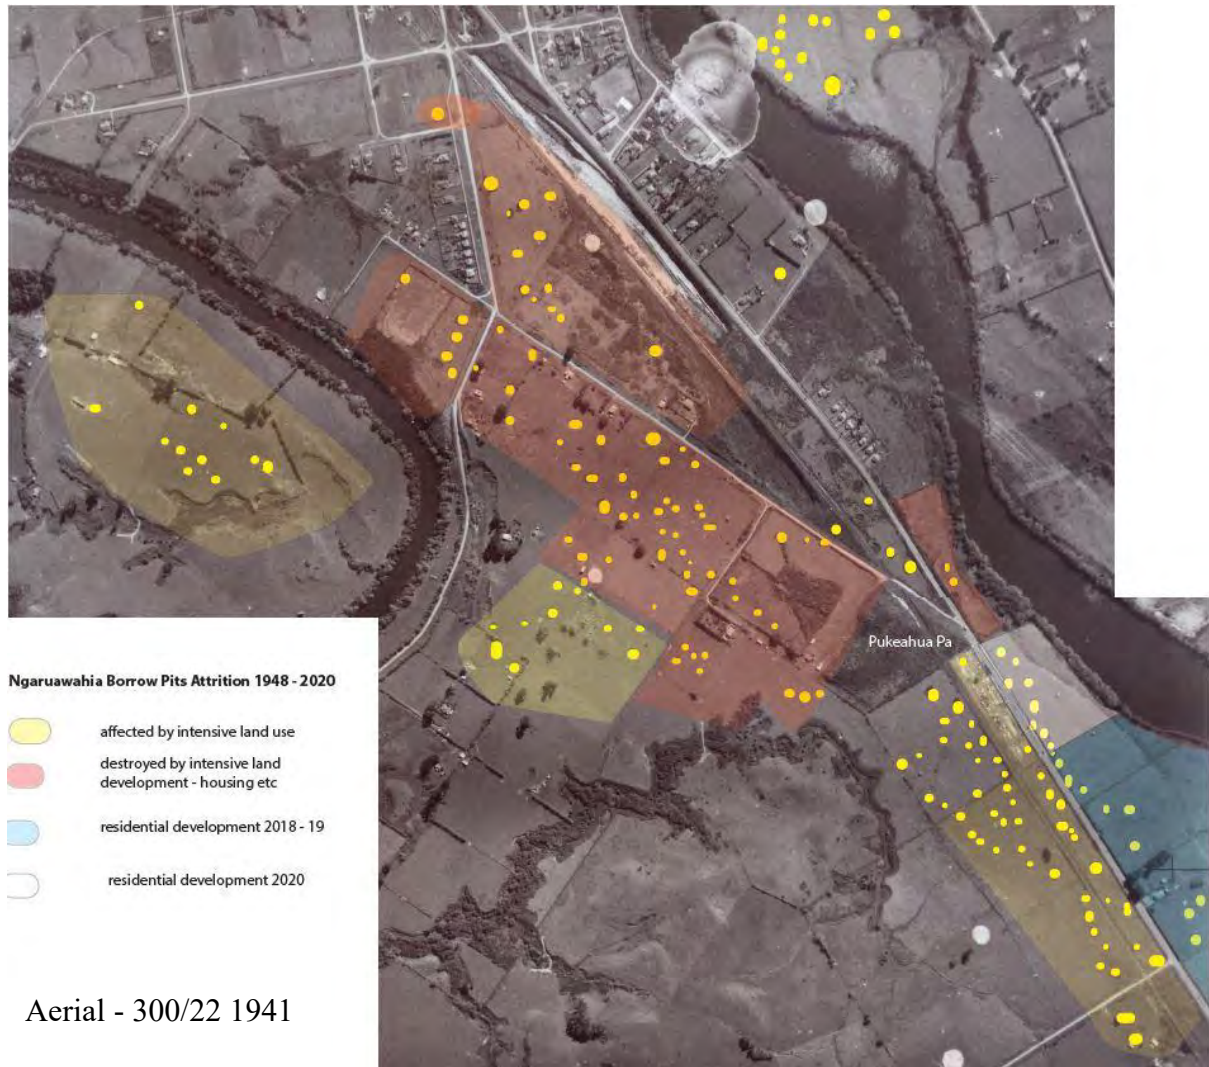 Pukeahua Pa
Ngaruawahia Borrow Pits Attrition 1948 - 2020
affected by intensive land use
destroyed by intensive land
development - housing etc
residential development 2018 - 19
residential development 2020
Aerial - 300/22 1941